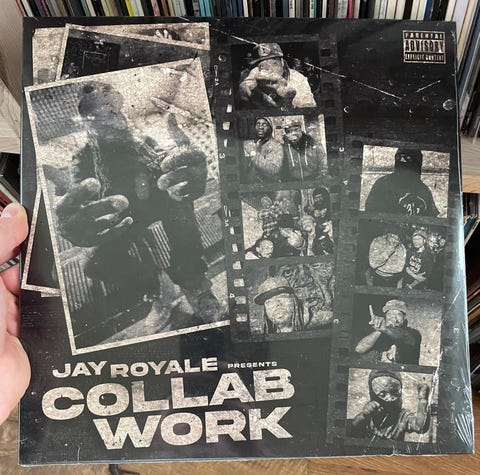 PARENTAL
ADVISORY
EXPLICIT CONTENT
JAY ROYALE PRESENTS
COLLAB
WORK